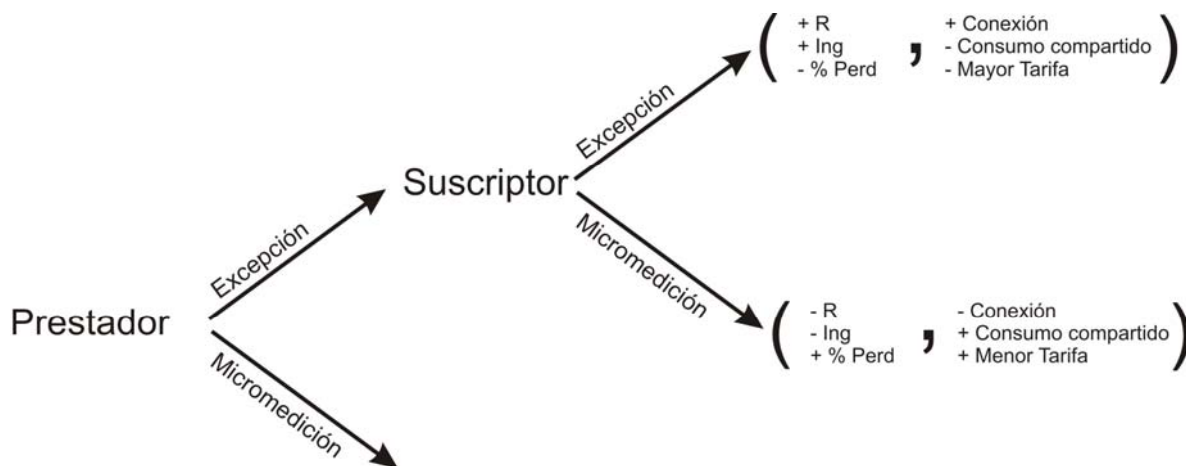 + R
+ Ing
- % Perd
,
+ Conexión
- Consumo compartido
- Mayor Tarifa
Excepción
Suscriptor
Excepción
Micromedición
Prestador
Micromedición
- R
- Ing
+ % Perd
,
- Conexión
+ Consumo compartido
+ Menor Tarifa